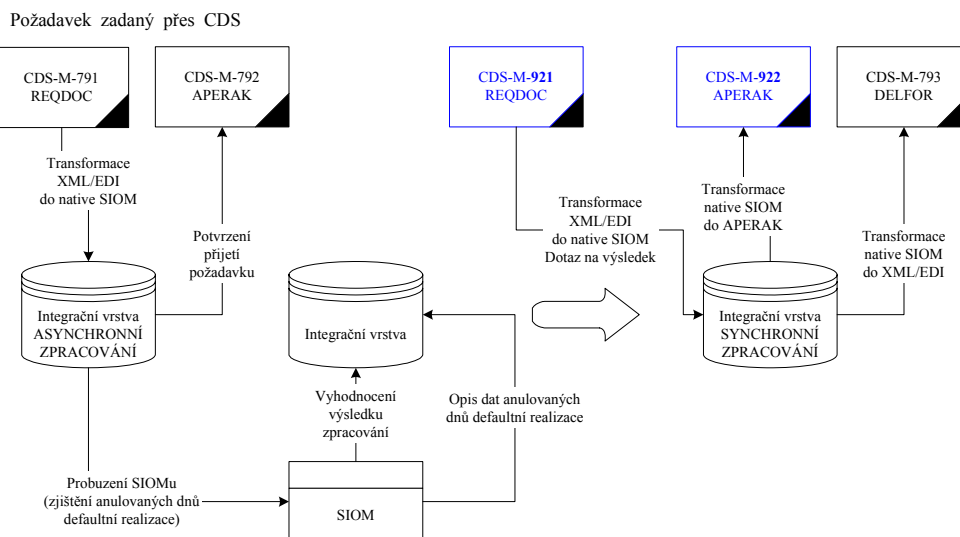 Požadavek zadaný přes CDS
CDS-M-791
REQDOC
CDS-M-792
APERAK
CDS-M-921
REQDOC
CDS-M-922
APERAK
CDS-M-793
DELFOR
Transformace
XML/EDI
do native SIOM
Potvrzení
přijetí
požadavku
Transformace
XML/EDI
do native SIOM
Dotaz na výsledek
Transformace
native SIOM
do APERAK
Transformace
native SIOM
do XML/EDI
Integrační vrstva
ASYNCHRONNÍ
ZPRACOVÁNÍ
Integrační vrstva
Integrační vrstva
SYNCHRONNÍ
ZPRACOVÁNÍ
Vyhodnocení
výsledku
zpracování
Opis dat anulovaných
dnů defaultní realizace
Probuzení SIOMu
(zjištění anulovaných dnů
defaultní realizace)
SIOM